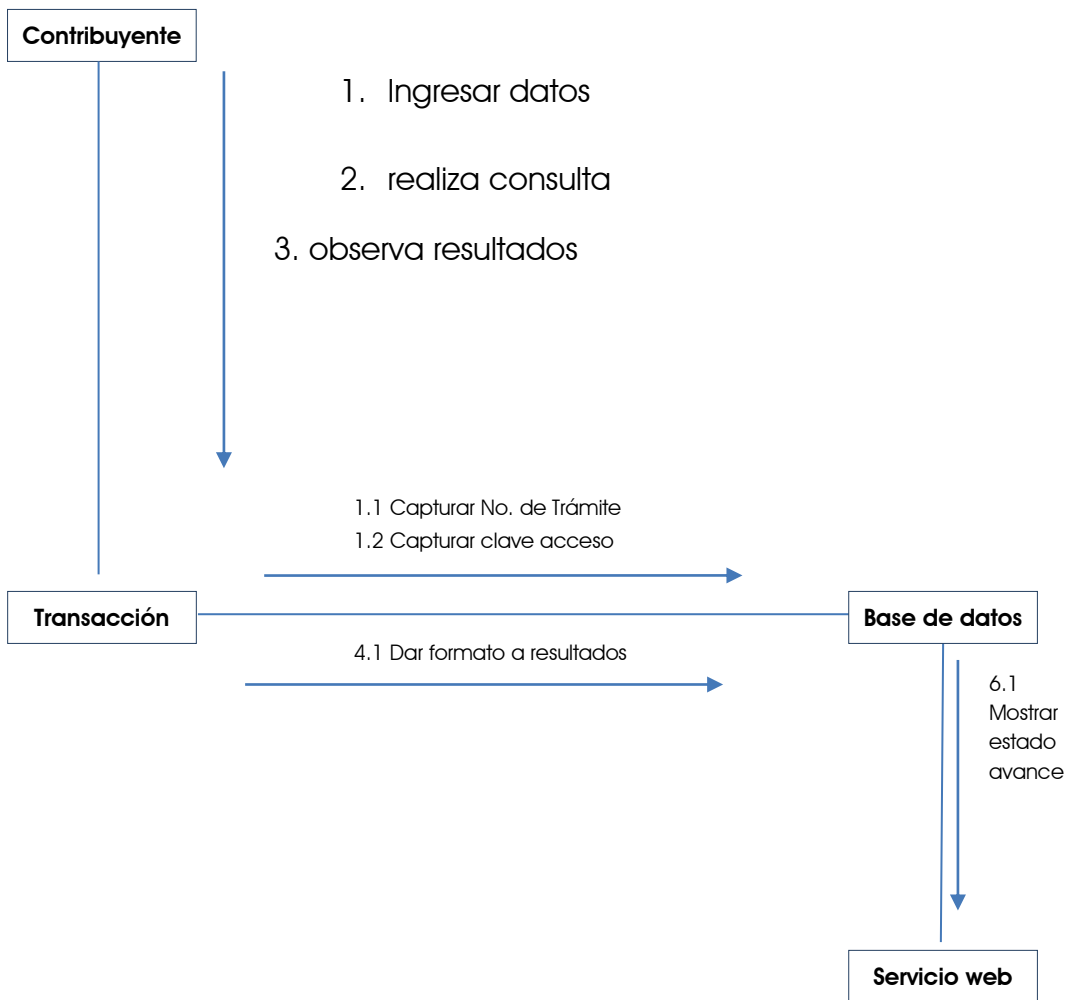 Contribuyente
1. Ingresar datos
2. realiza consulta
3. observa resultados
1.1 Capturar No. de Trámite
1.2 Capturar clave acceso
Transacción
Base de datos
4.1 Dar formato a resultados
6.1
Mostrar
estado
avance
Servicio web